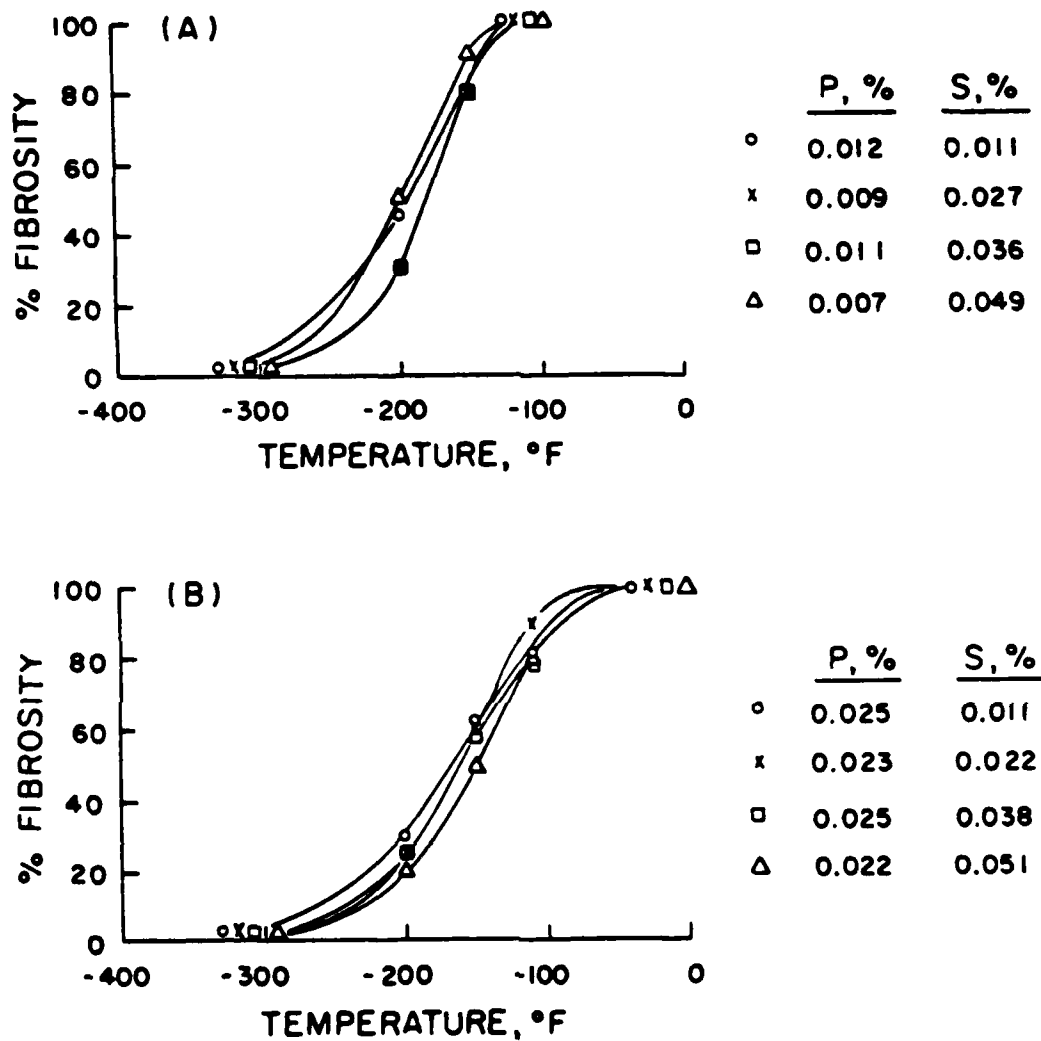 (A)
% FIBROSITY
100
80
60
40
20
0
-400 -300 -200 -100 0
TEMPERATURE, °F
P, % S, %
0.012 0.011
0.009 0.027
0.011 0.036
0.007 0.049
(B)
% FIBROSITY
100
80
60
40
20
0
-400 -300 -200 -100 0
TEMPERATURE, °F
P, % S, %
0.025 0.011
0.023 0.022
0.025 0.038
0.022 0.051